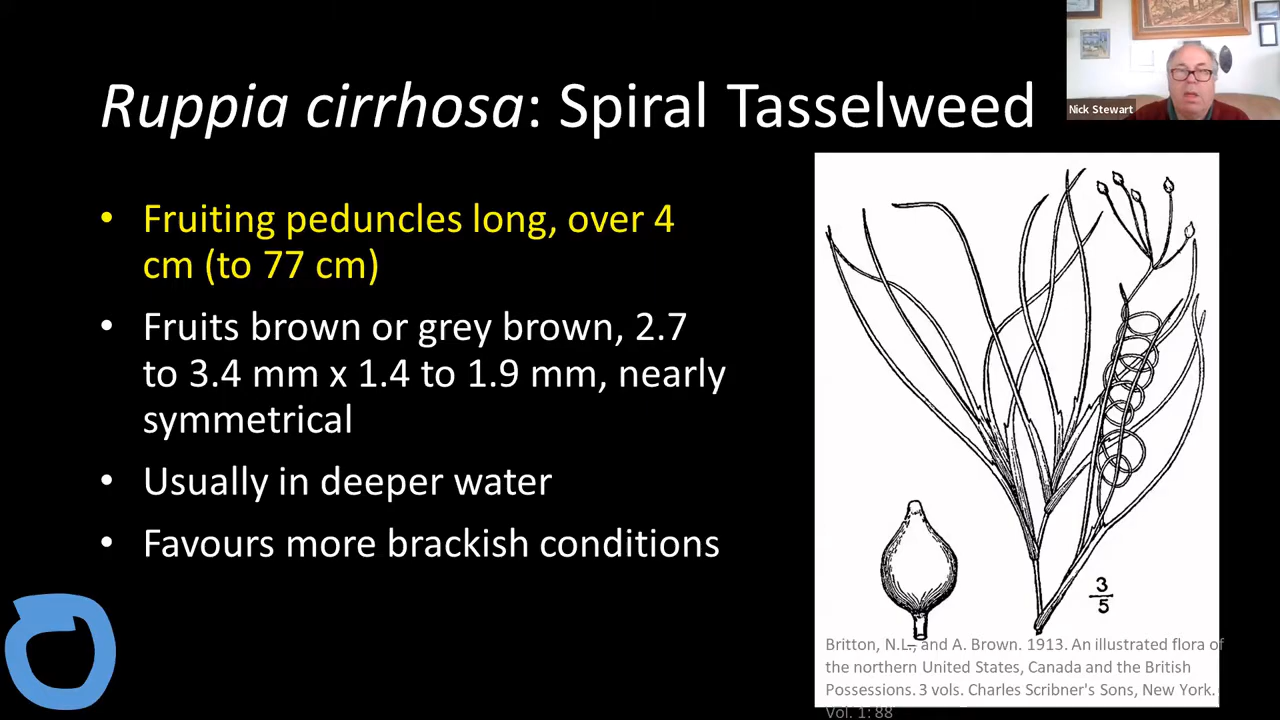 Ruppia cirrhosa: Spiral Tasselweed
Nick Stewart
• Fruiting peduncles long, over 4
cm (to 77 cm)
• Fruits brown or grey brown, 2.7
to 3.4 mm x 1.4 to 1.9 mm, nearly
symmetrical
• Usually in deeper water
• Favours more brackish conditions
3
5
Britton, N.L., and A. Brown. 1913. An illustrated flora of
the northern United States, Canada and the British
Possessions. 3 vols. Charles Scribner's Sons, New York.
Vol. 1: 88